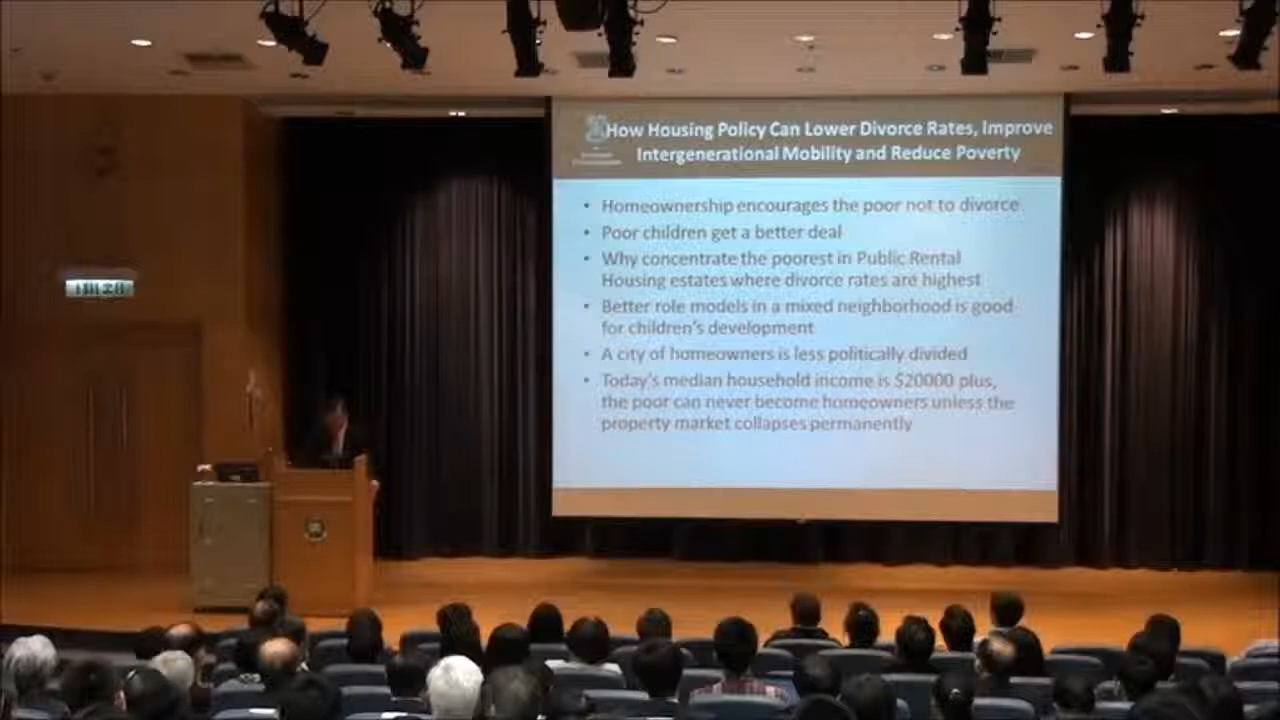 How Housing Policy Can Lower Divorce Rates, Improve
Intergenerational Mobility and Reduce Poverty
• Homeownership encourages the poor not to divorce
• Poor children get a better deal
• Why concentrate the poorest in Public Rental
Housing estates where divorce rates are highest
• Better role models in a mixed neighborhood is good
for children's development
• A city of homeowners is less politically divided
• Today's median household income is $20000 plus,
the poor can never become homeowners unless the
property market collapses permanently